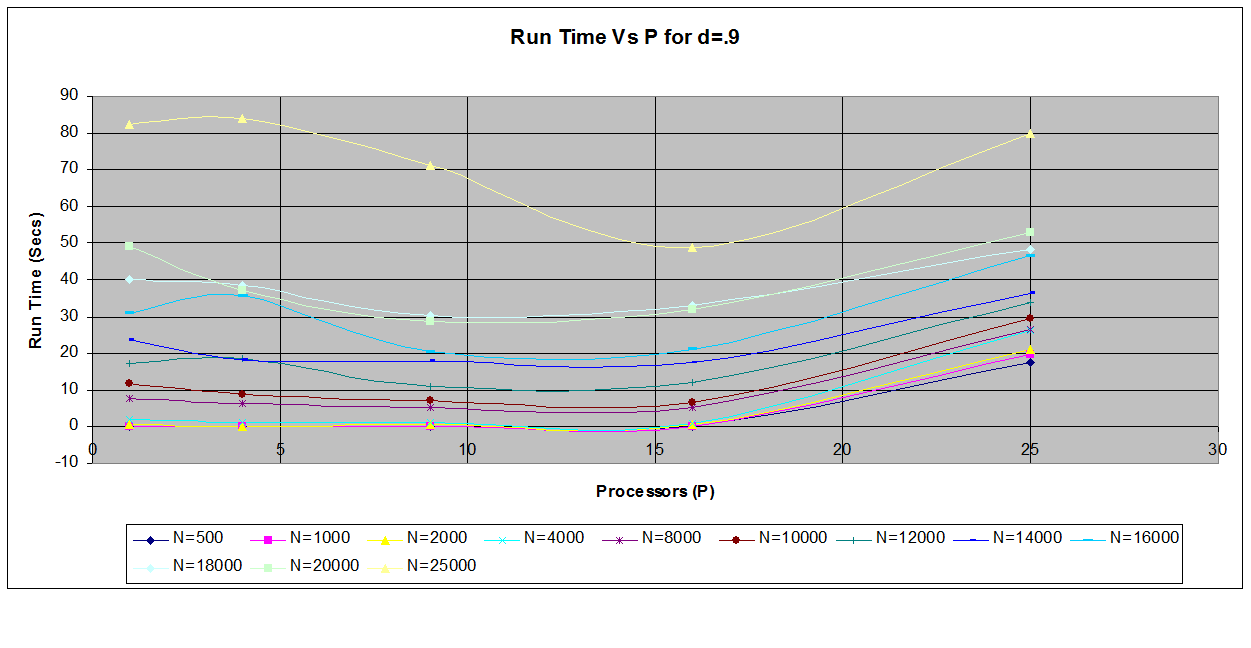 Run Time Vs P for d=.9
90
80
70
60
50
40
30
20
10
0
-10
Run Time (Secs)
0 5 10 15 20 25 30
Processors (P)
N=500 N=1000 N=2000 N=4000 N=8000 N=10000 N=12000 N=14000 N=16000
N=18000 N=20000 N=25000